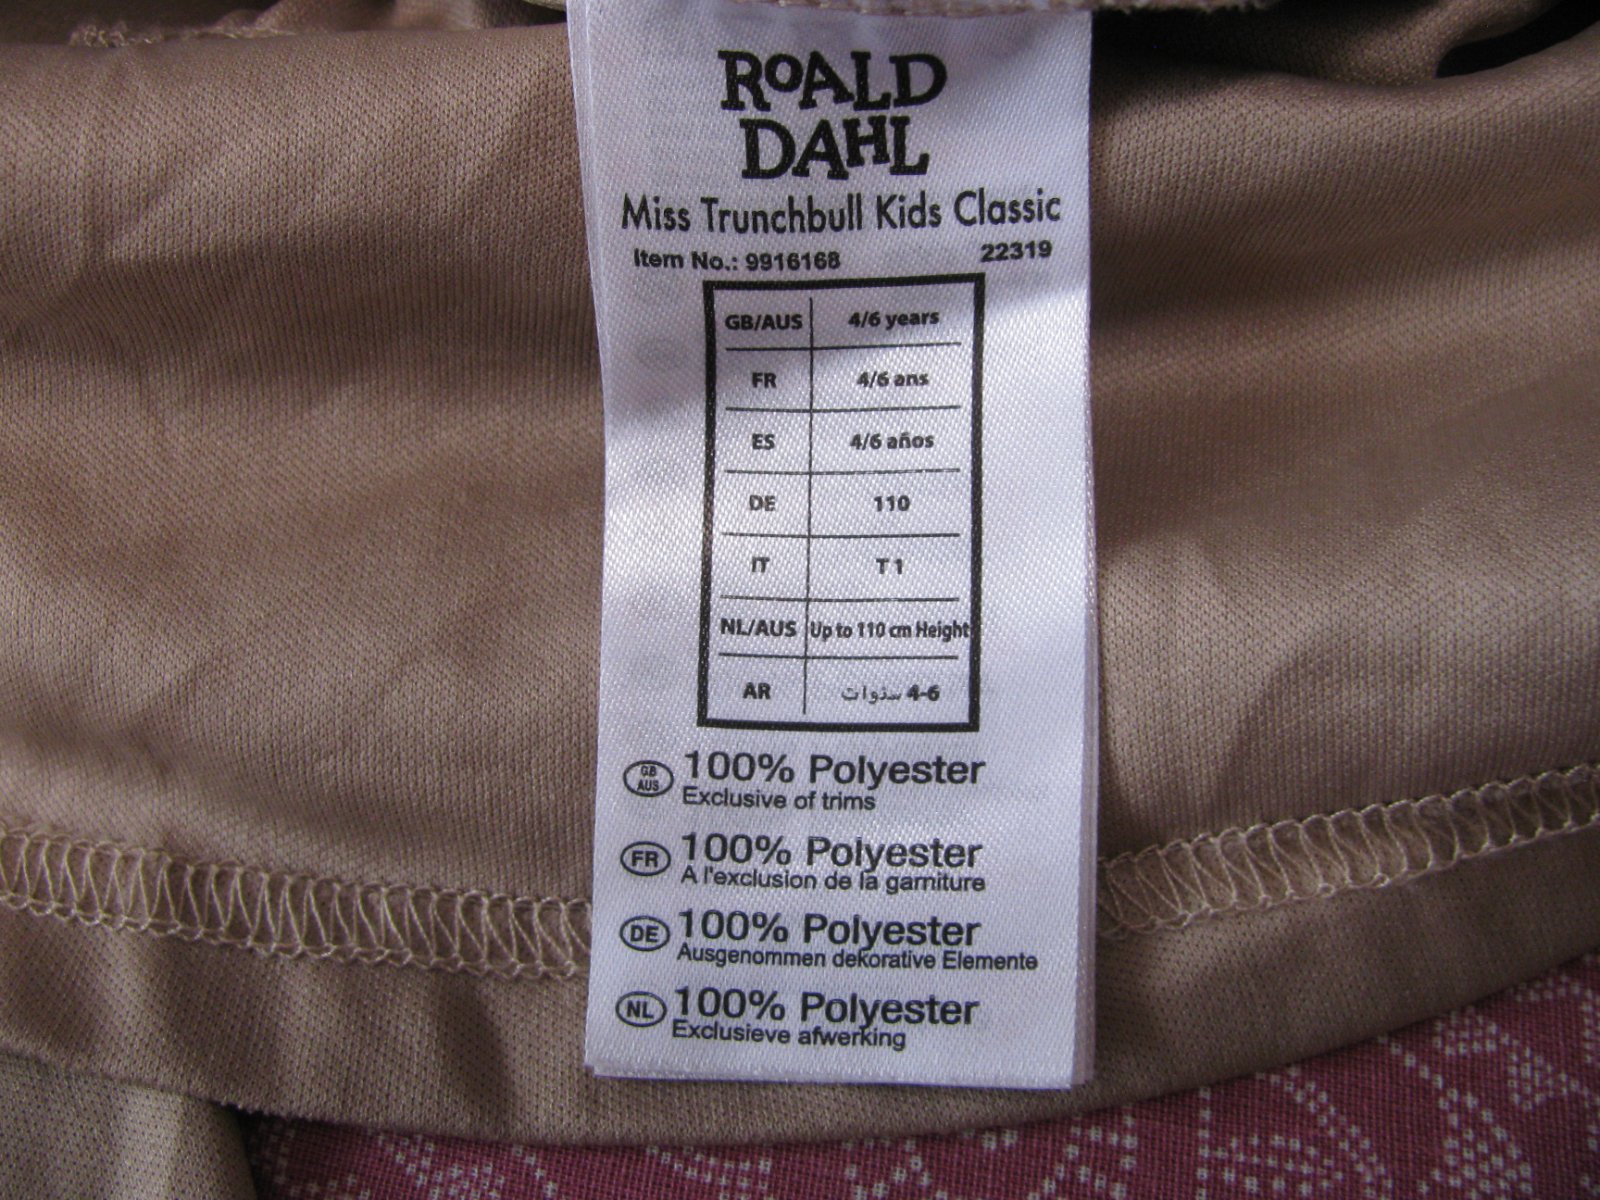 ROALD
DAHL
Miss Trunchbull Kids Classic
Item No.: 9916168 22319
GB/AUS 4/6 years
FR 4/6 ans
ES 4/6 años
DE 110
IT T1
NL/AUS Up to 110 cm Height
AR 4-6 سنوات
GB AUS 100% Polyester
Exclusive of trims
FR 100% Polyester
A l'exclusion de la garniture
DE 100% Polyester
Ausgenommen dekorative Elemente
NL 100% Polyester
Exclusieve afwerking